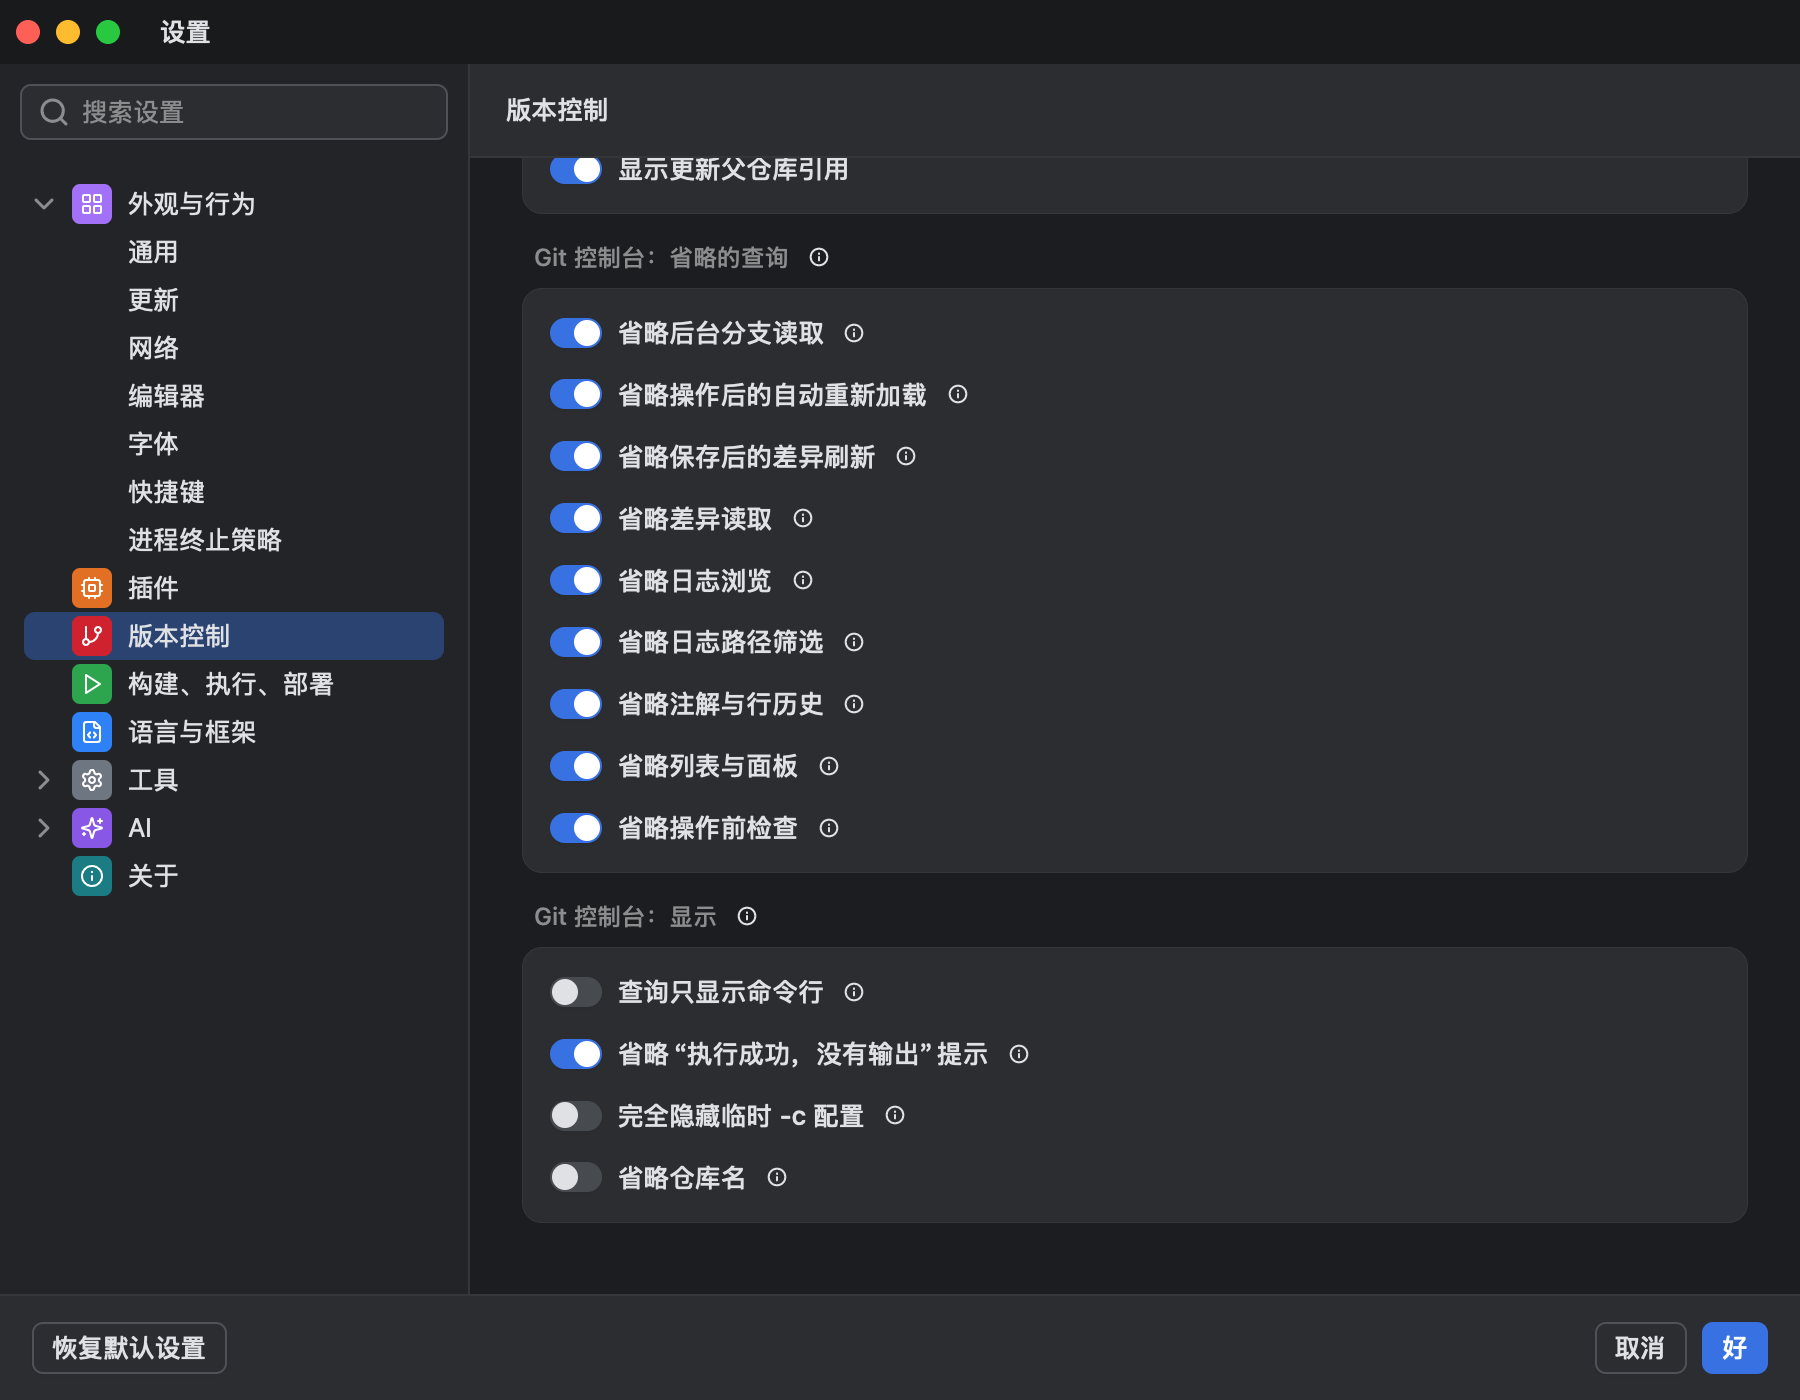 设置
搜索设置
外观与行为
通用
更新
网络
编辑器
字体
快捷键
进程终止策略
插件
版本控制
构建、执行、部署
语言与框架
工具
AI
关于
版本控制
显示更新父仓库引用
Git 控制台：省略的查询
省略后台分支读取
省略操作后的自动重新加载
省略保存后的差异刷新
省略差异读取
省略日志浏览
省略日志路径筛选
省略注解与行历史
省略列表与面板
省略操作前检查
Git 控制台：显示
查询只显示命令行
省略“执行成功，没有输出”提示
完全隐藏临时 -c 配置
省略仓库名
恢复默认设置
取消
好